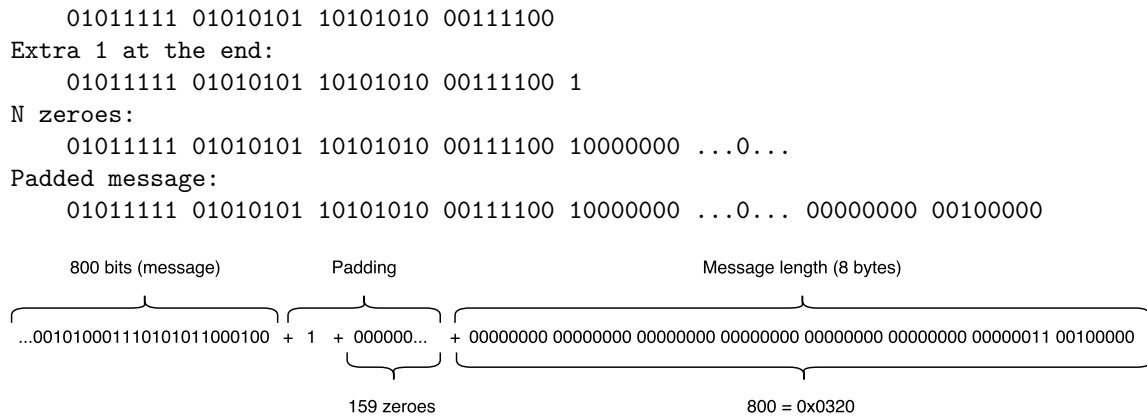 01011111 01010101 10101010 00111100
Extra 1 at the end:
01011111 01010101 10101010 00111100 1
N zeroes:
01011111 01010101 10101010 00111100 10000000 ...0...
Padded message:
01011111 01010101 10101010 00111100 10000000 ...0... 00000000 00100000
800 bits (message) Padding Message length (8 bytes)
...0010100011101010110001​00 + 1 + 000000... + 00000000 00000000 00000000 00000000 00000000 00000000 00000011 00100000
159 zeroes 800 = 0x0320